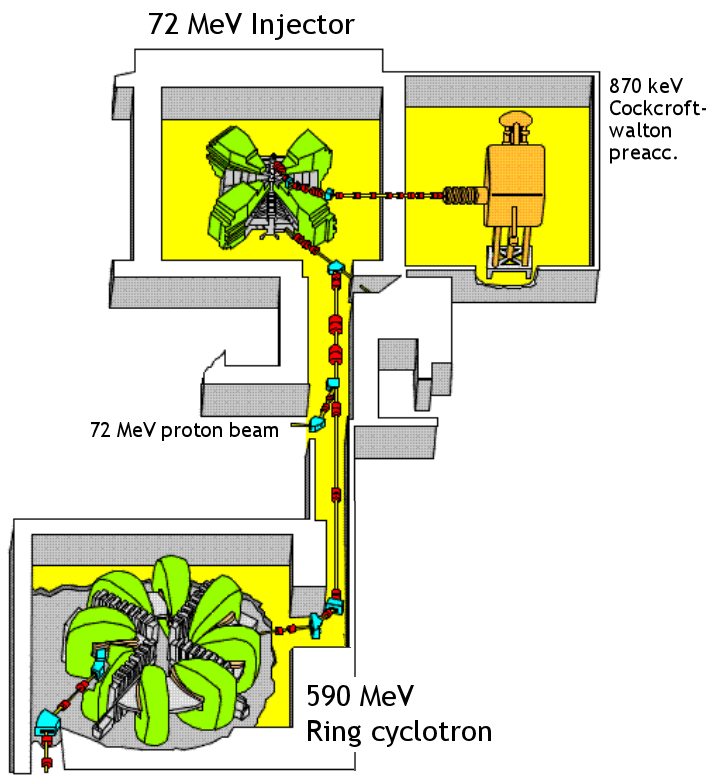 72 MeV Injector
870 keV
Cockcroft-
walton
preacc.
72 MeV proton beam
590 MeV
Ring cyclotron